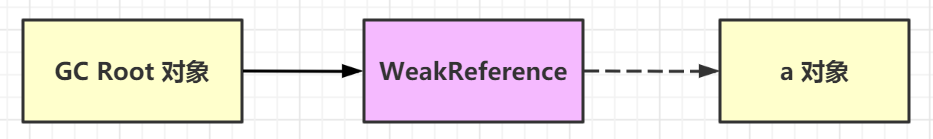 GC Root 对象
WeakReference
a 对象